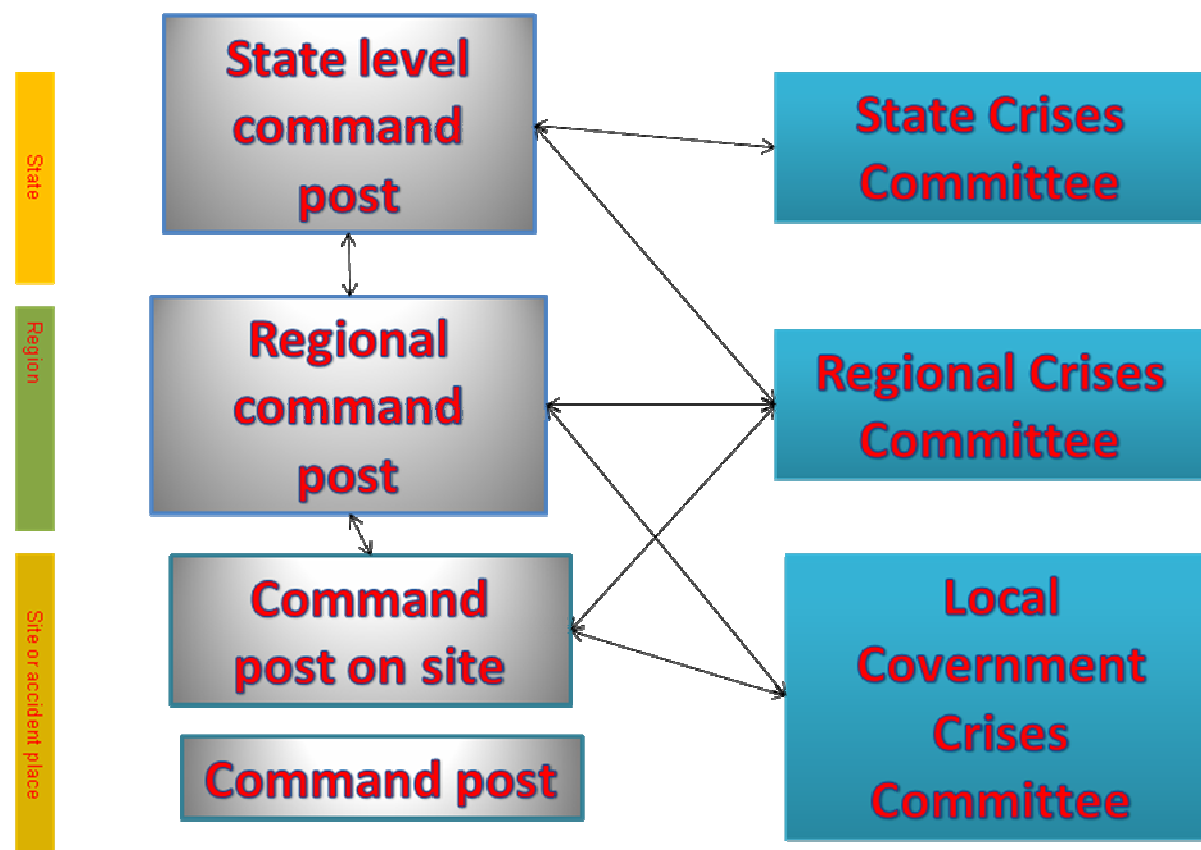 State
State level
command
post
State Crises
Committee
Region
Regional
command
post
Regional Crises
Committee
Site or accident place
Command
post on site
Command post
Local
Covernment
Crises
Committee